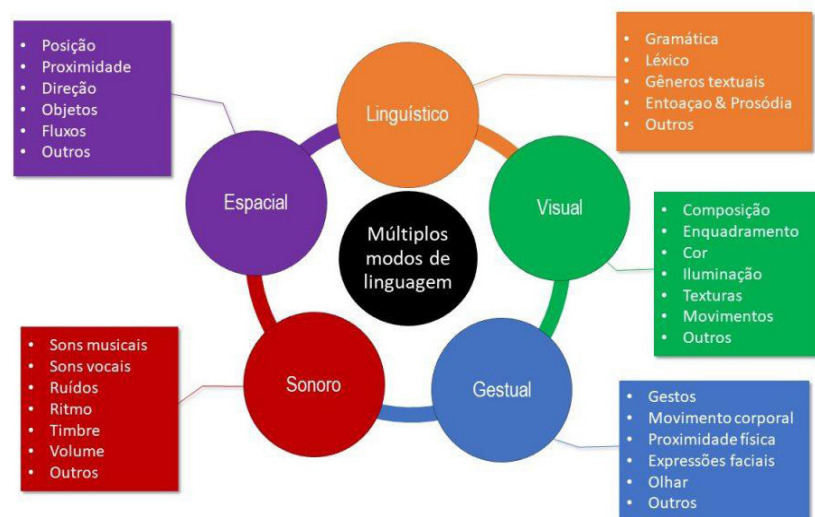 Posição
Proximidade
Direção
Objetos
Fluxos
Outros
Linguístico
Gramática
Léxico
Gêneros textuais
Entoaçao & Prosódia
Outros
Espacial
Visual
Múltiplos
modos de
linguagem
Composição
Enquadramento
Cor
Iluminação
Texturas
Movimentos
Outros
Sons musicais
Sons vocais
Ruídos
Ritmo
Timbre
Volume
Outros
Sonoro
Gestual
Gestos
Movimento corporal
Proximidade física
Expressões faciais
Olhar
Outros